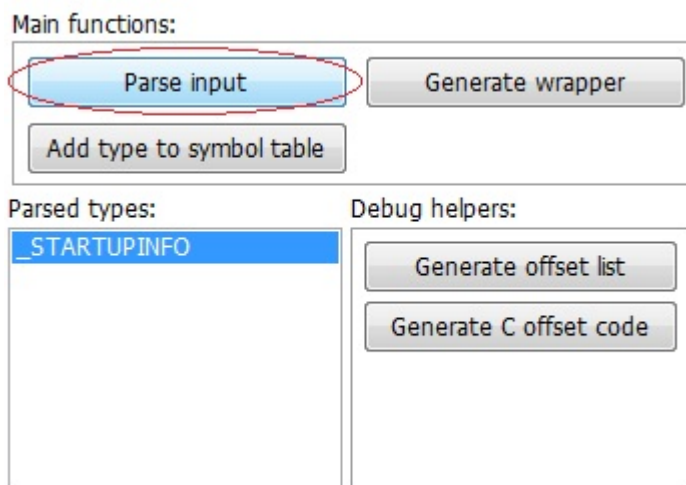 Main functions:
Parse input
Generate wrapper
Add type to symbol table
Parsed types:
Debug helpers:
_STARTUPINFO
Generate offset list
Generate C offset code